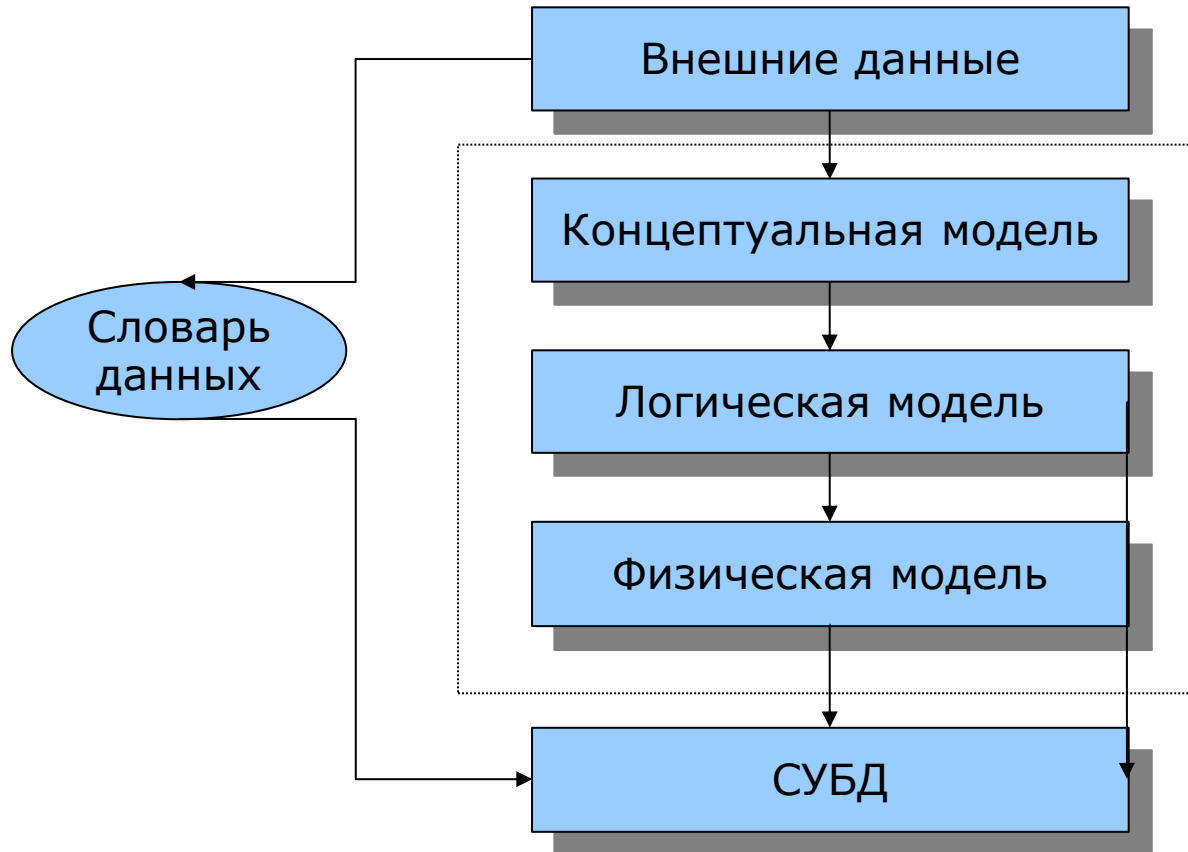 Внешние данные
Концептуальная модель
Словарь
данных
Логическая модель
Физическая модель
СУБД